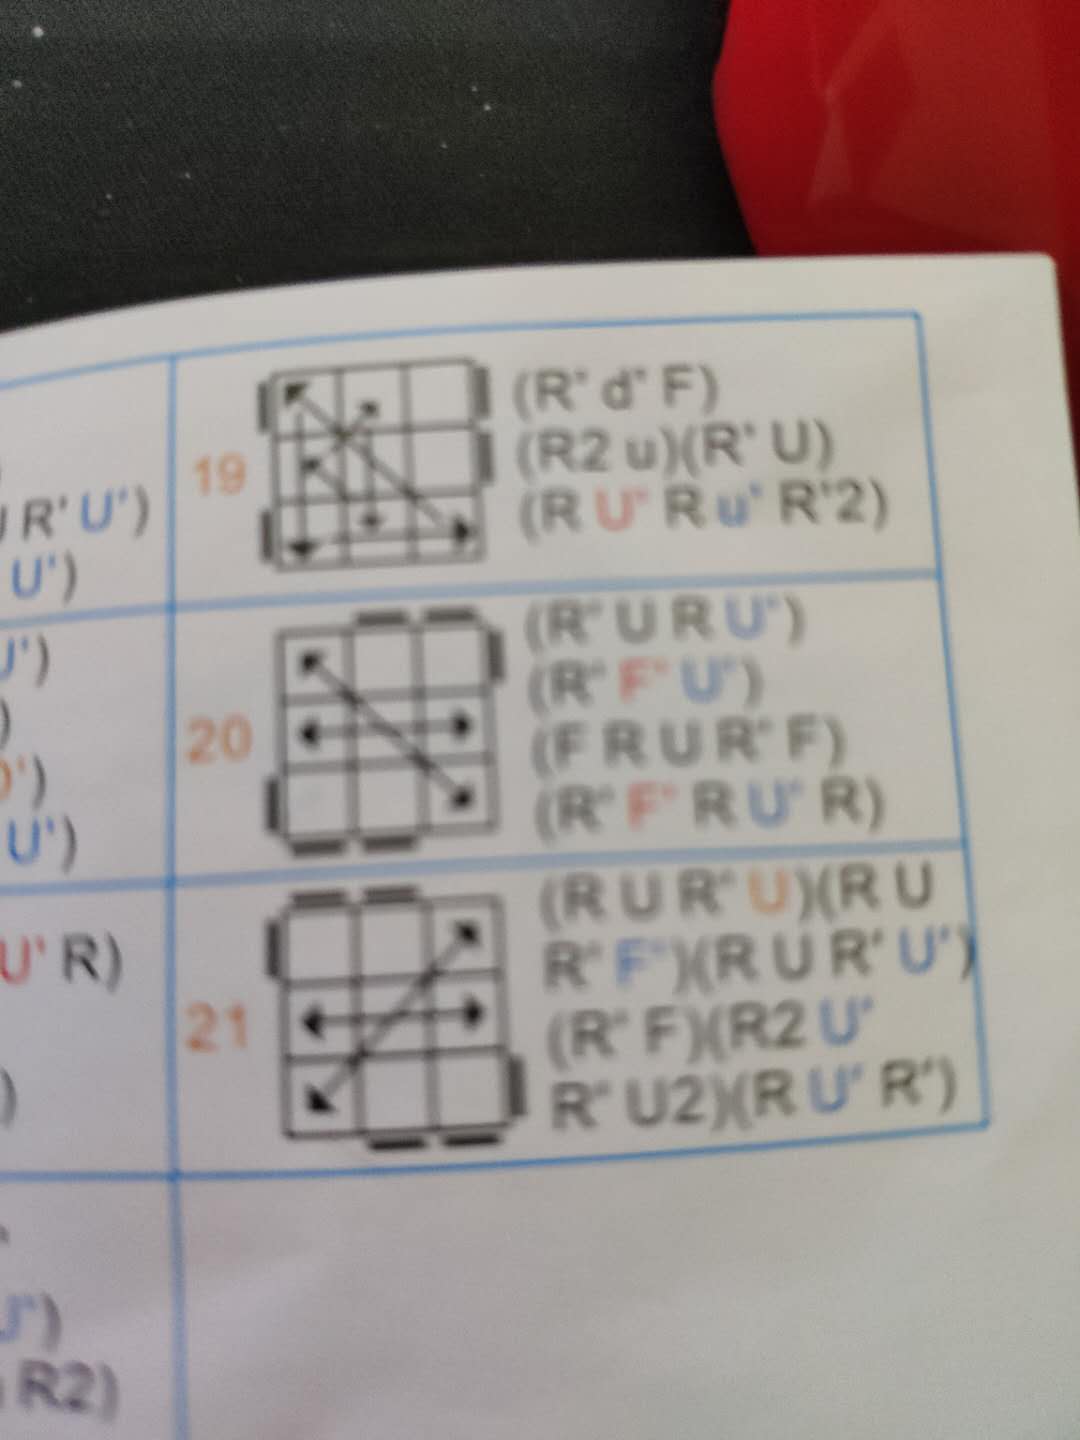 R' U')
U')
19
(R' d' F)
(R2 u)(R' U)
(R U' R u' R'2)
U')
20
(R' U R U')
(R' F' U')
(F R U R' F)
(R' F' R U' R)
U' R)
21
(R U R' U)(R U
R' F')(R U R' U')
(R' F)(R2 U'
R' U2)(R U' R')
R2)